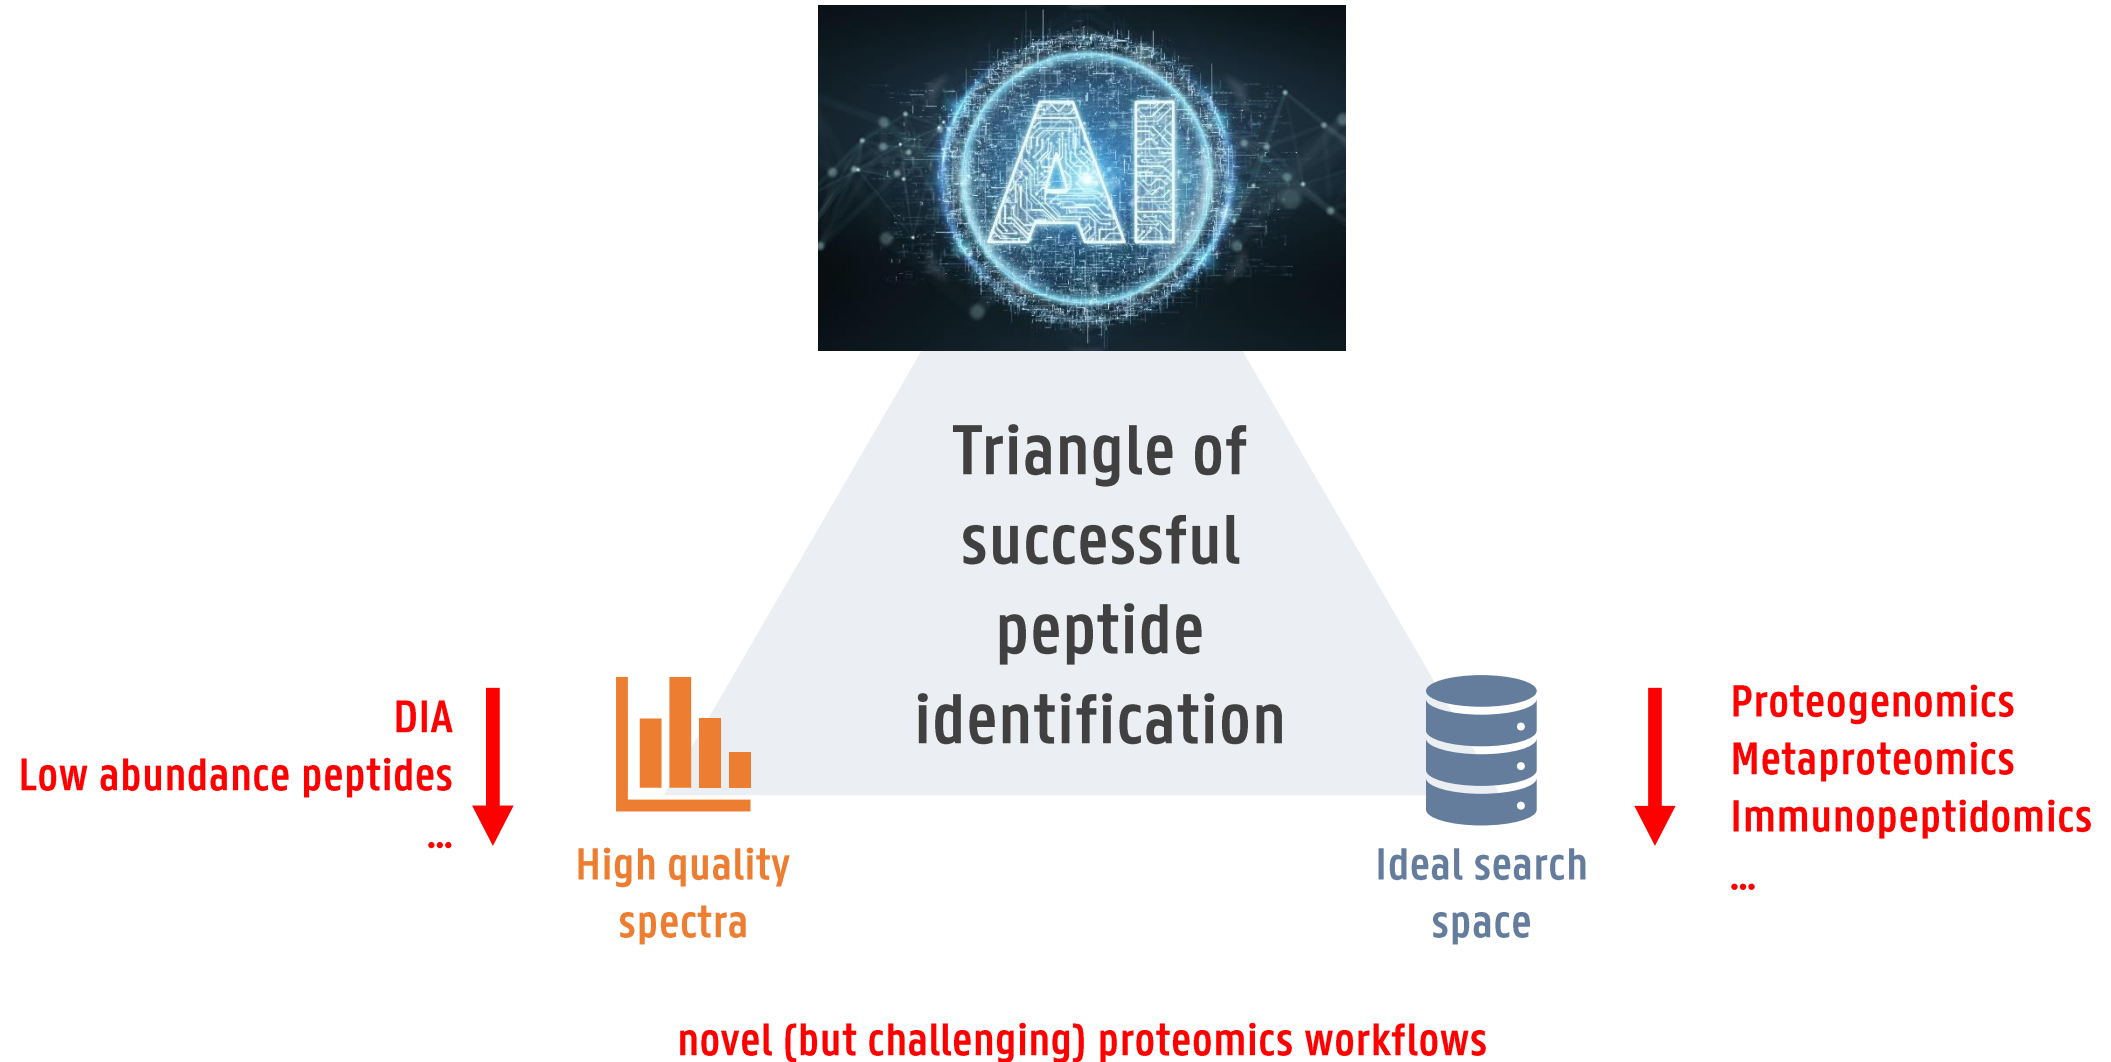 AI
Triangle of
successful
peptide
identification
DIA
Low abundance peptides
...
High quality
spectra
Ideal search
space
Proteogenomics
Metaproteomics
Immunopeptidomics
...
novel (but challenging) proteomics workflows